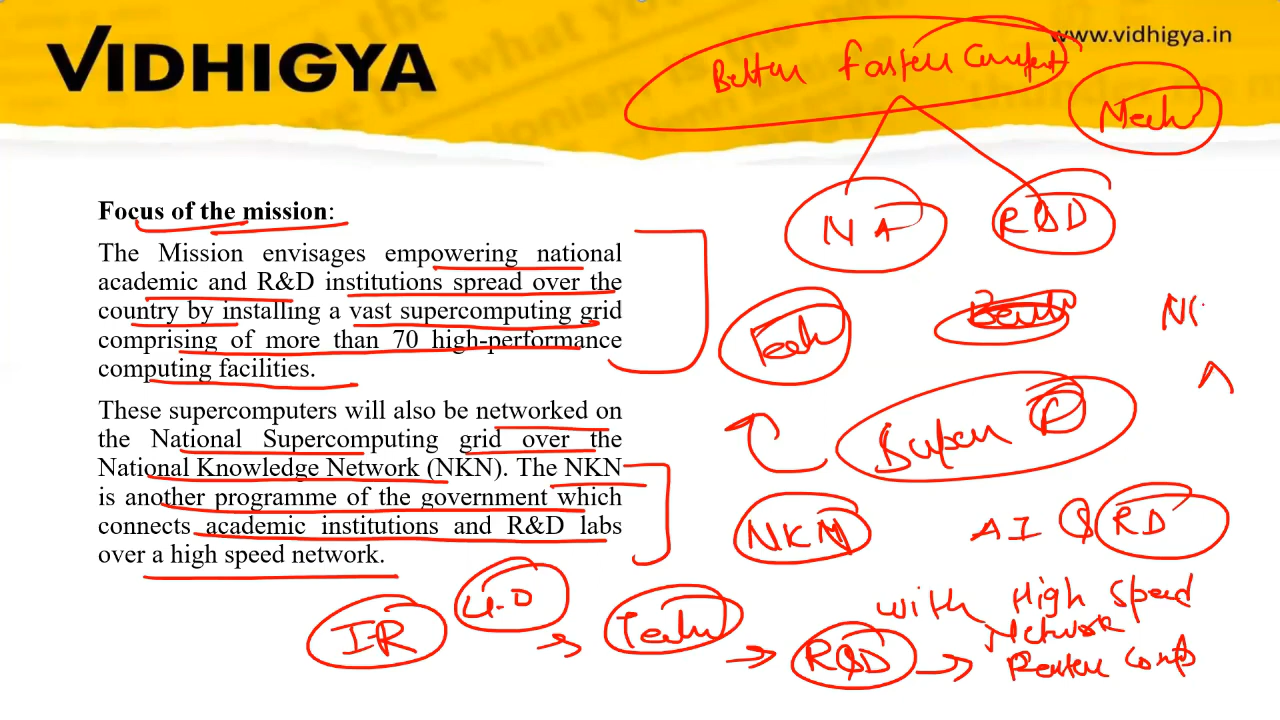 VIDHIGYA
www.vidhigya.in
Better Faster
Focus of the mission:
The Mission envisages empowering national
academic and R&D institutions spread over the
country by installing a vast supercomputing grid
comprising of more than 70 high-performance
computing facilities.
These supercomputers will also be networked on
the National Supercomputing grid over the
National Knowledge Network (NKN). The NKN
is another programme of the government which
connects academic institutions and R&D labs
over a high speed network.
NA
R&D
Tech
Super
NKN
AI & RD
IR
4.0
Tech
R&D
with High Speed
Network